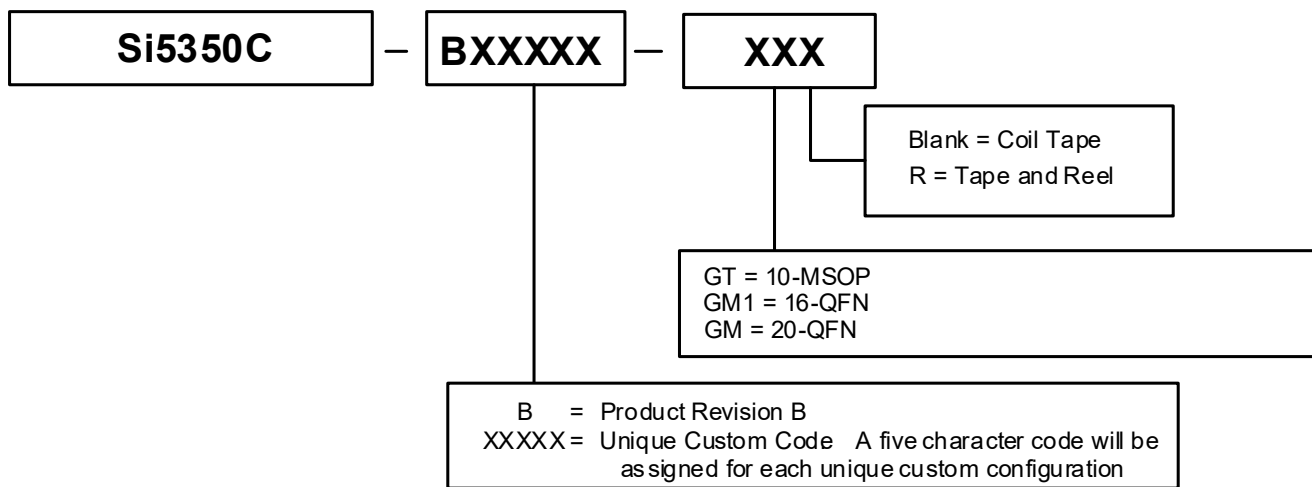 Si5350C – BXXXXX – XXX
Blank = Coil Tape
R = Tape and Reel
GT = 10-MSOP
GM1 = 16-QFN
GM = 20-QFN
B = Product Revision B
XXXXX = Unique Custom Code A five character code will be
assigned for each unique custom configuration